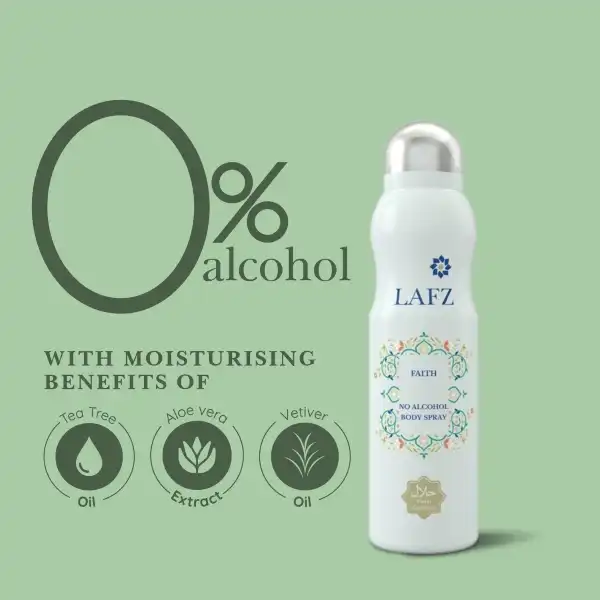 0%
alcohol
WITH MOISTURISING
BENEFITS OF
Tea Tree
Oil
Aloe vera
Extract
Vetiver
Oil
LAFZ
FAITH
NO ALCOHOL
BODY SPRAY
حلال